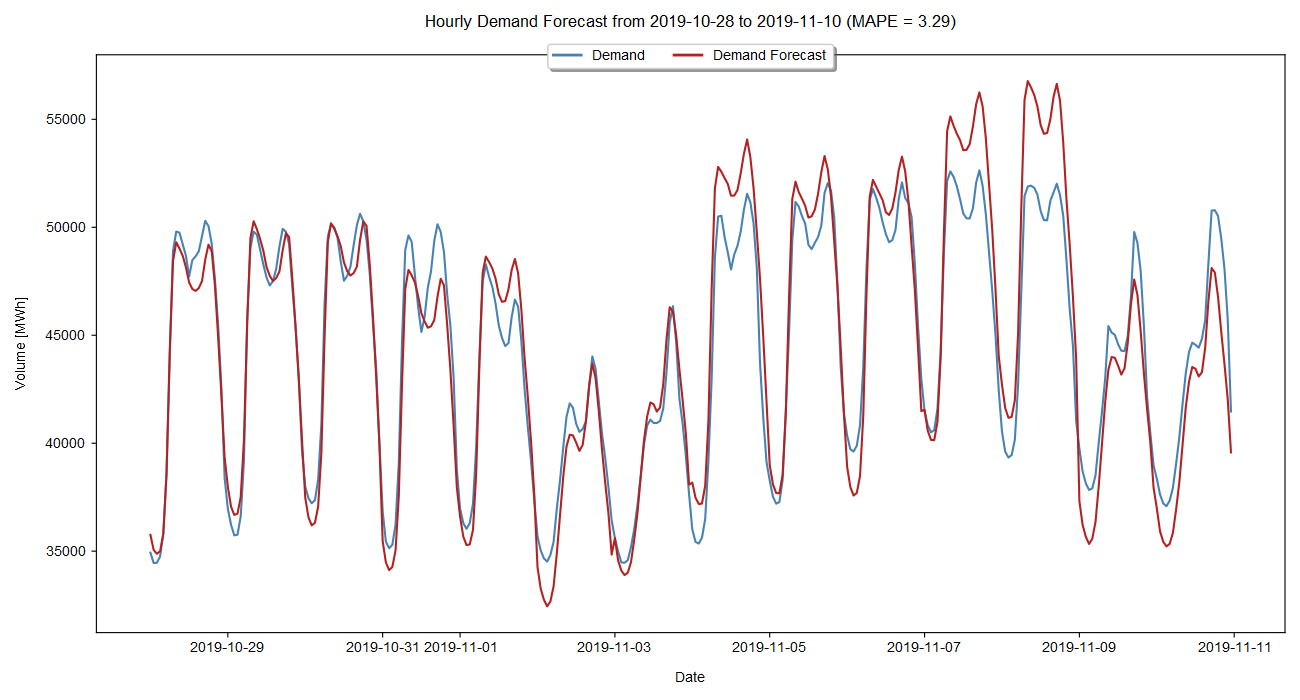 Hourly Demand Forecast from 2019-10-28 to 2019-11-10 (MAPE = 3.29)
Demand
Demand Forecast
55000
50000
45000
40000
35000
Volume [MWh]
2019-10-29
2019-10-31
2019-11-01
2019-11-03
2019-11-05
2019-11-07
2019-11-09
2019-11-11
Date